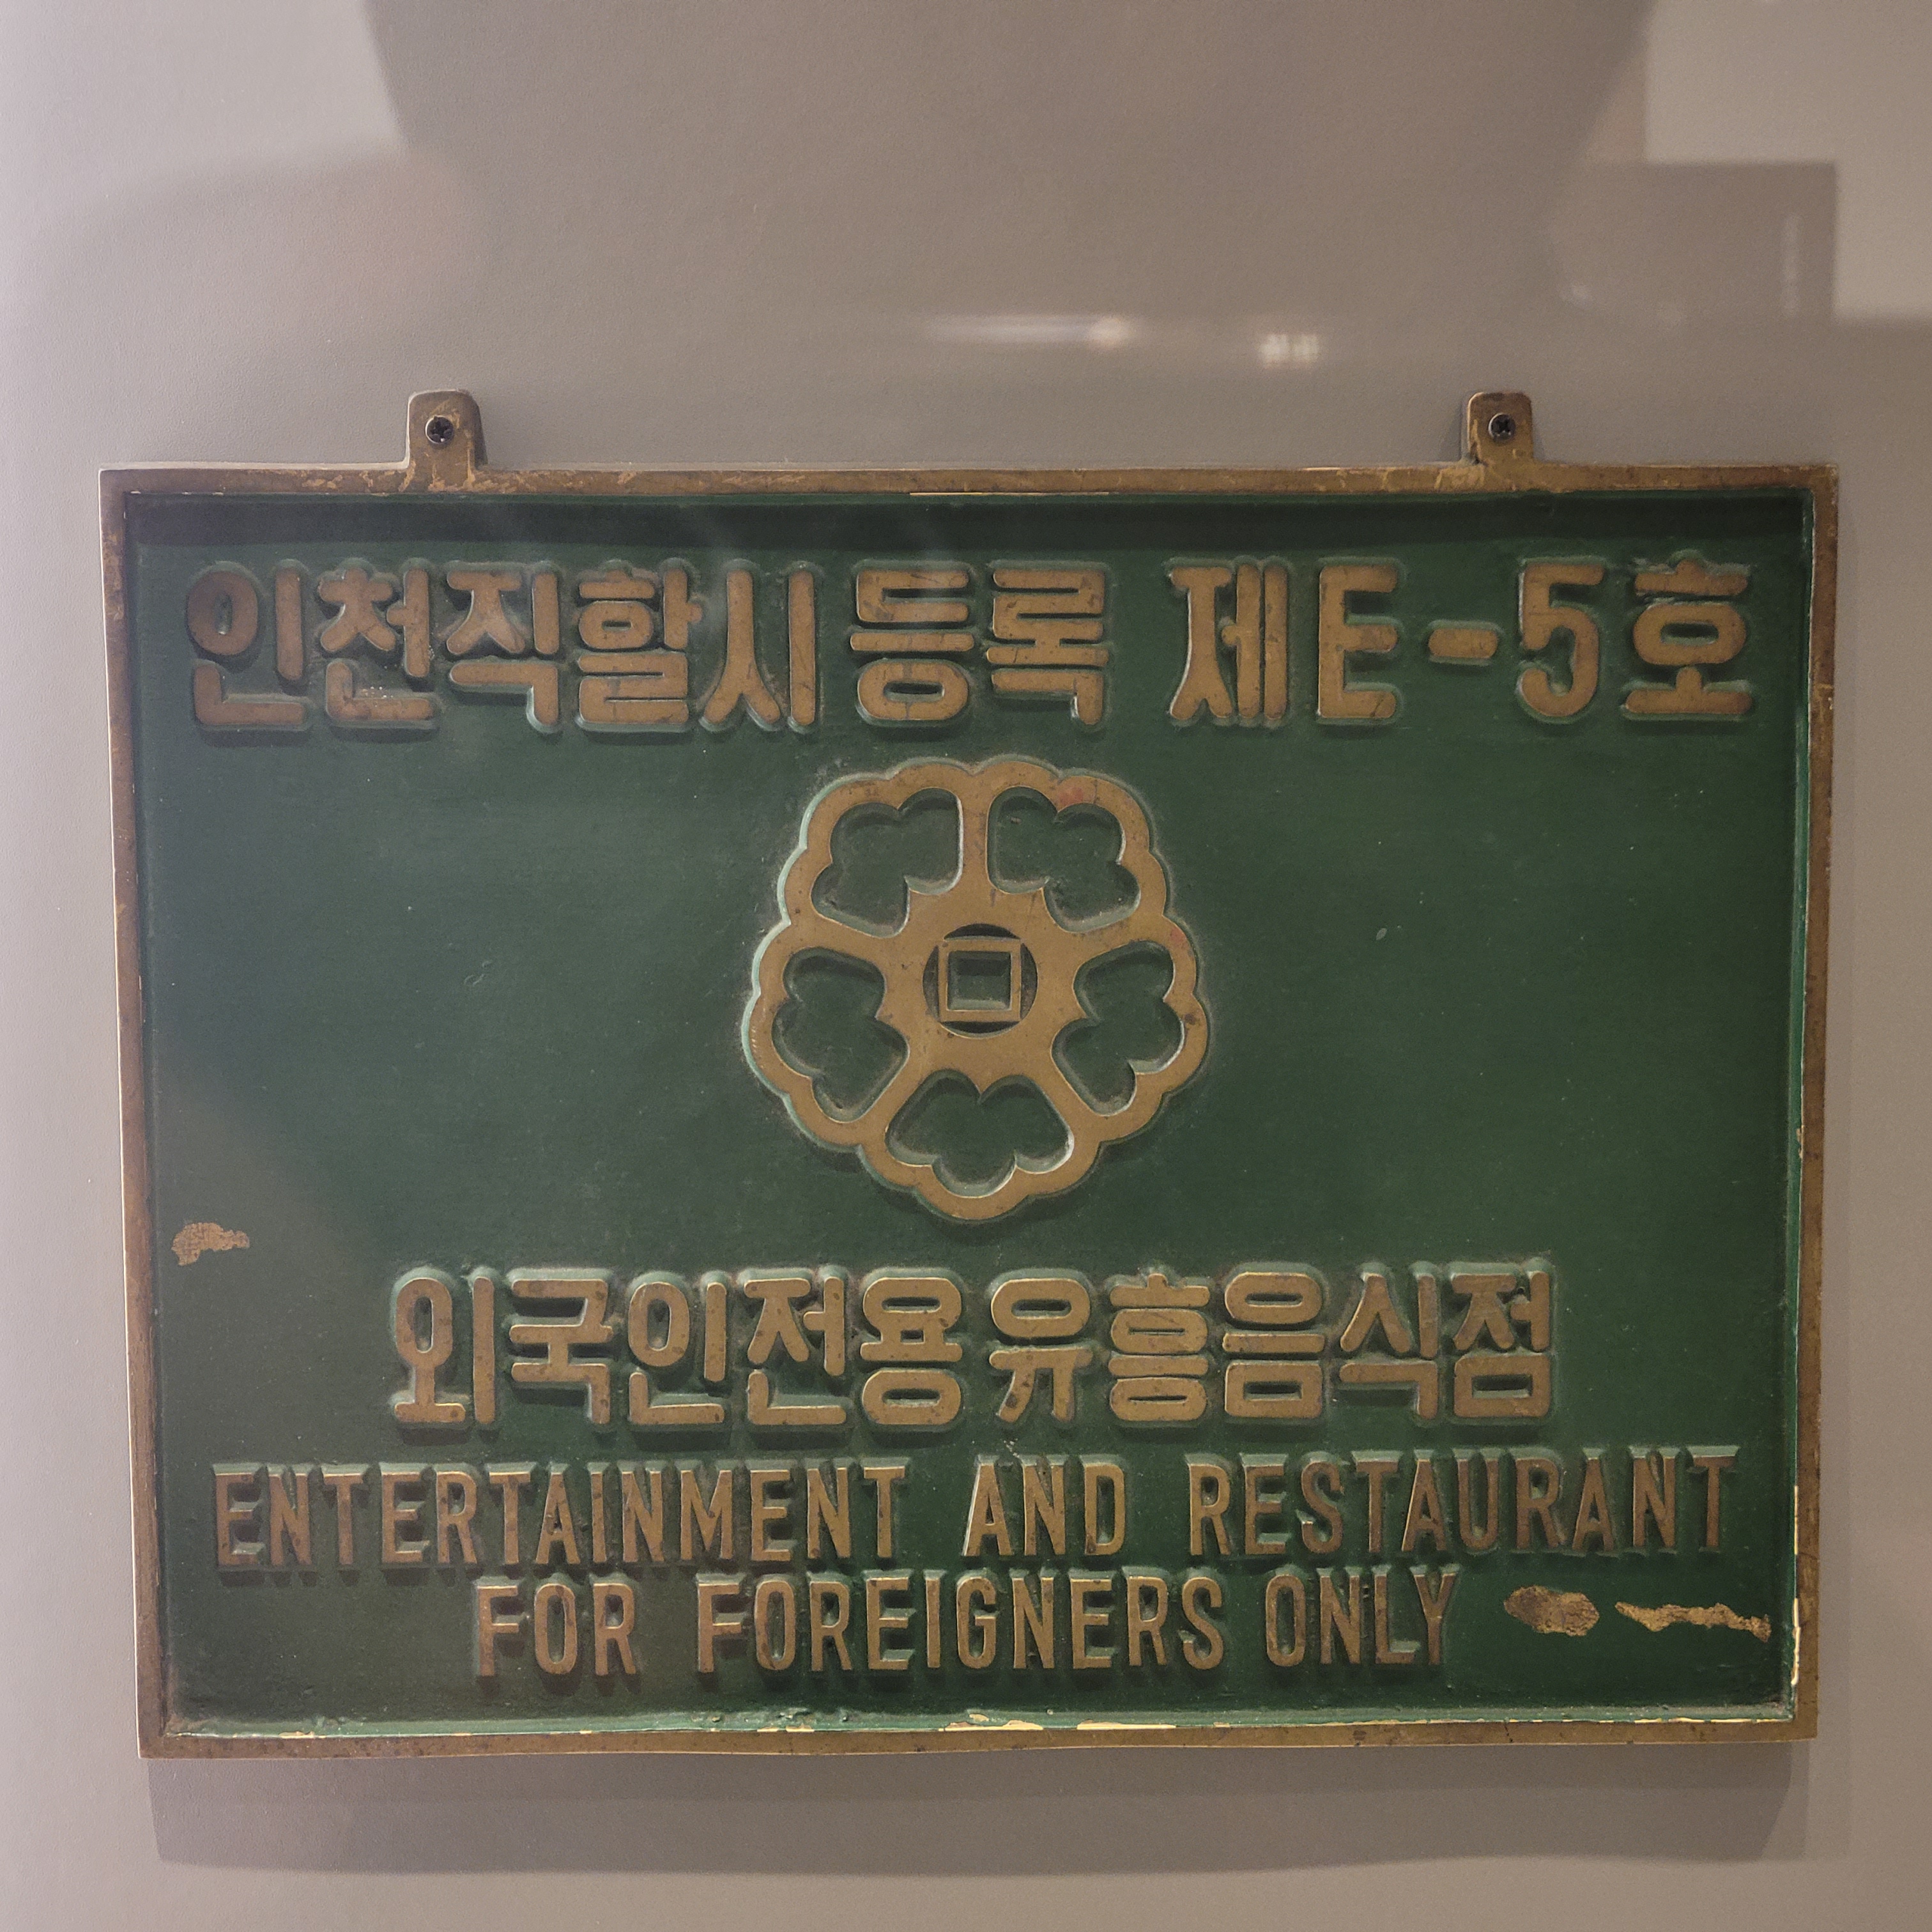 인천직할시 등록 제E-5호
외국인전용 유흥음식점
ENTERTAINMENT AND RESTAURANT
FOR FOREIGNERS ONLY